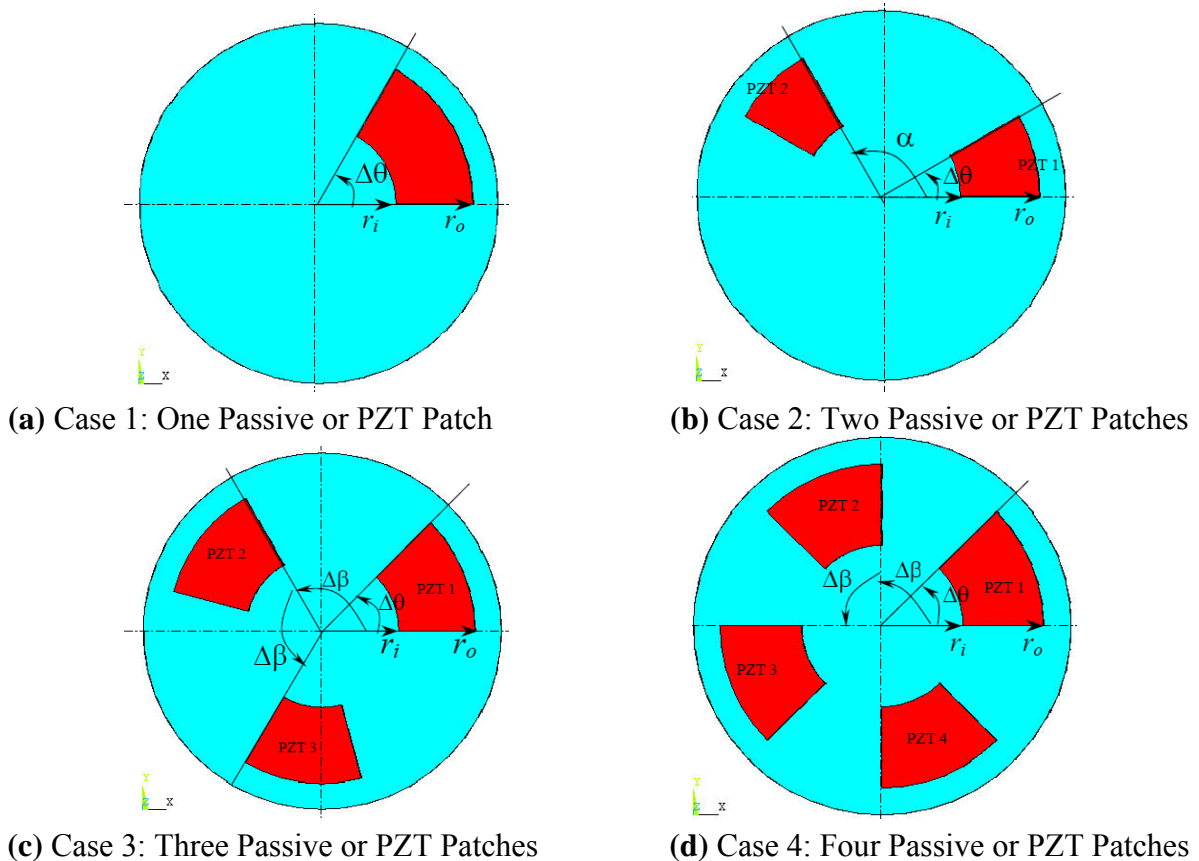 Δθ
r_i r_o
Y
Z X
(a) Case 1: One Passive or PZT Patch
PZT 2
α
PZT 1
Δθ
r_i r_o
Y
Z X
(b) Case 2: Two Passive or PZT Patches
PZT 2
PZT 1
Δβ
Δθ
r_i r_o
Δβ
PZT 3
Y
Z X
(c) Case 3: Three Passive or PZT Patches
PZT 2
PZT 1
Δβ Δβ
Δθ
r_i r_o
PZT 3
PZT 4
Y
Z X
(d) Case 4: Four Passive or PZT Patches